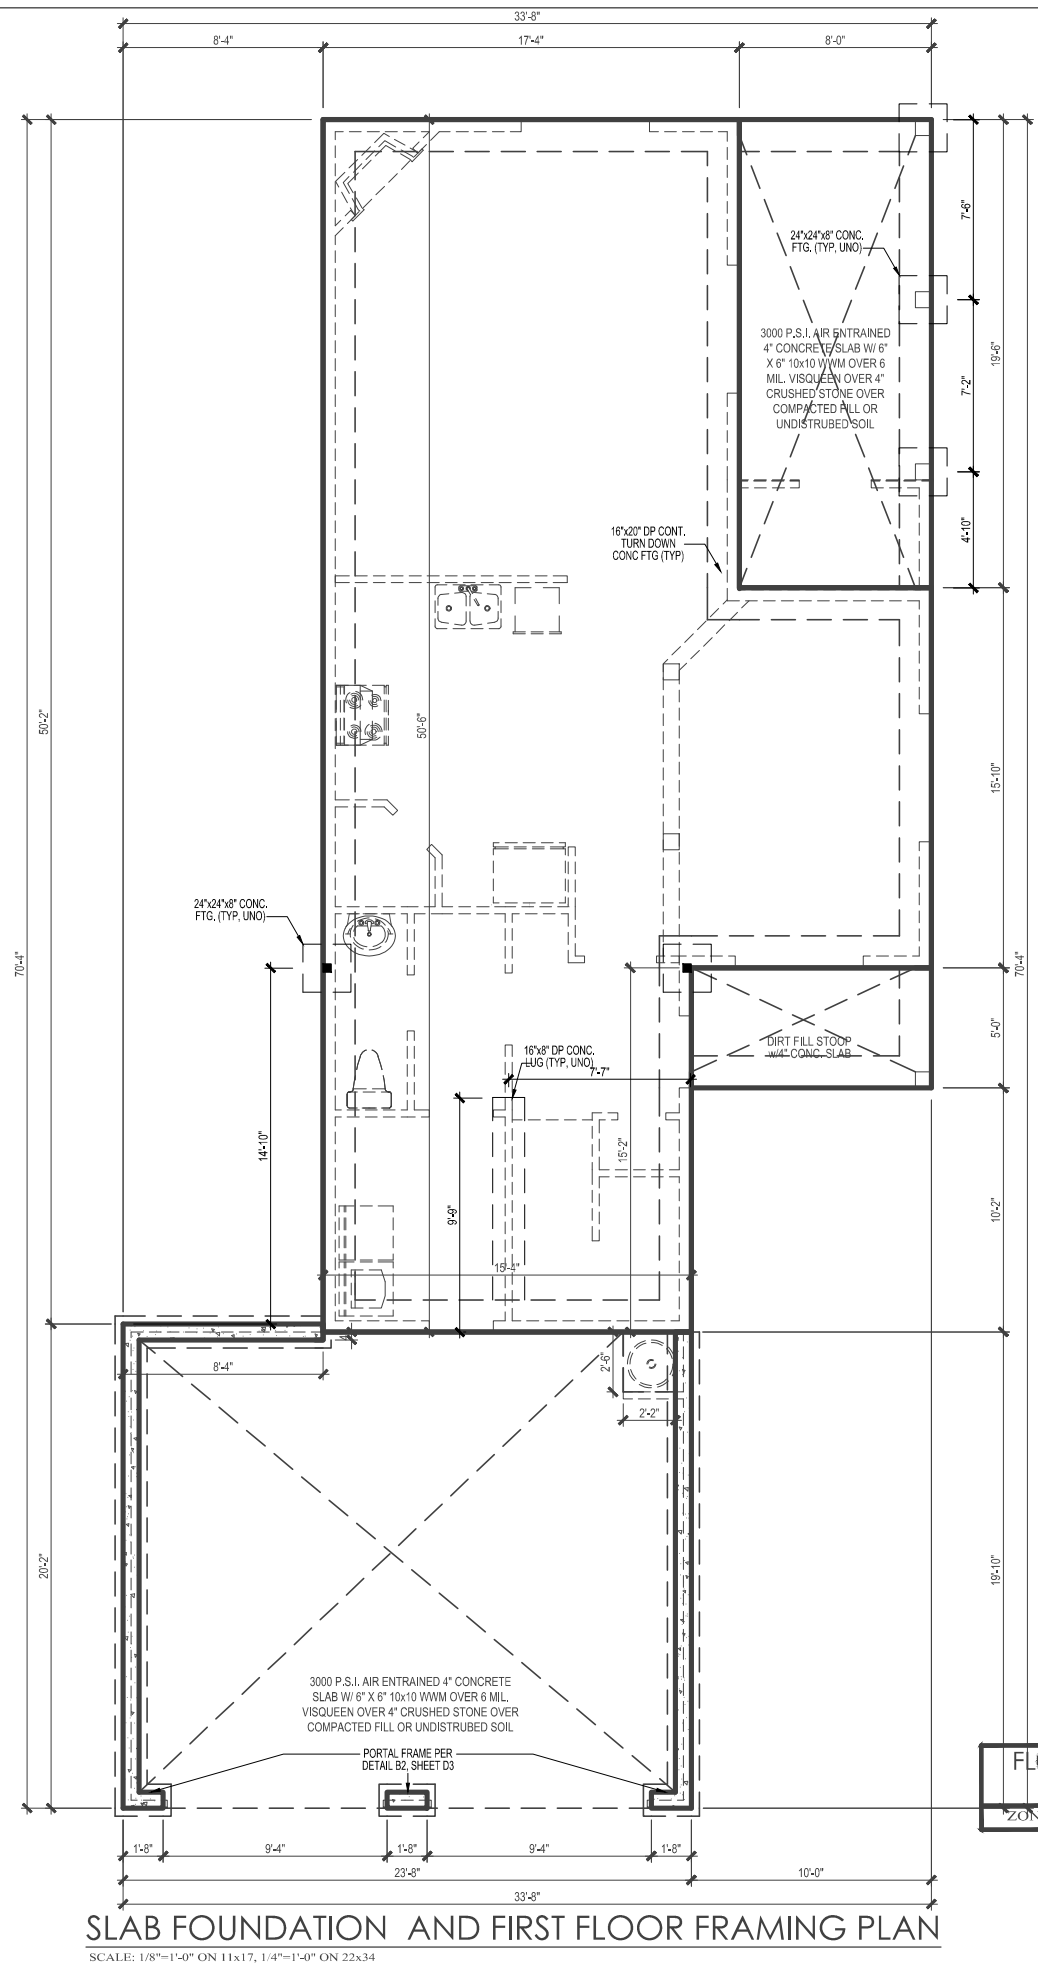 33'-8"
8'-4"
17'-4"
8'-0"
24"x24"x8" CONC.
FTG. (TYP, UNO)
7'-6"
3000 P.S.I. AIR ENTRAINED
4" CONCRETE SLAB W/ 6"
X 6" 10x10 WWM OVER 6
MIL. VISQUEEN OVER 4"
CRUSHED STONE OVER
COMPACTED FILL OR
UNDISTRUBED SOIL
19'-6"
7'-2"
4'-10"
16"x20" DP CONT.
TURN DOWN
CONC FTG (TYP)
50'-2"
50'-6"
15'-10"
24"x24"x8" CONC.
FTG. (TYP, UNO)
70'-4"
70'-4"
5'-0"
DIRT FILL STOOP
w/4" CONC. SLAB
16"x8" DP CONC.
LUG (TYP, UNO)
7'-7"
14'-10"
15'-2"
9'-9"
10'-2"
15'-4"
8'-4"
2'-6"
2'-2"
20'-2"
19'-10"
3000 P.S.I. AIR ENTRAINED 4" CONCRETE
SLAB W/ 6" X 6" 10x10 WWM OVER 6 MIL.
VISQUEEN OVER 4" CRUSHED STONE OVER
COMPACTED FILL OR UNDISTRUBED SOIL
PORTAL FRAME PER
DETAIL B2, SHEET D3
1'-8"
9'-4"
1'-8"
9'-4"
1'-8"
23'-8"
10'-0"
33'-8"
SLAB FOUNDATION AND FIRST FLOOR FRAMING PLAN
SCALE: 1/8"=1'-0" ON 11x17, 1/4"=1'-0" ON 22x34